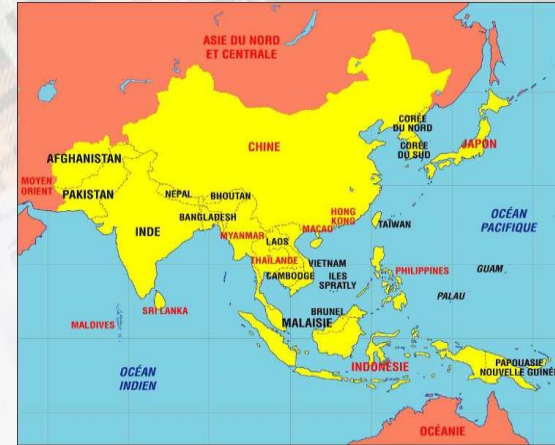 ASIE DU NORD
ET CENTRALE
CORÉE
DU NORD
CHINE
JAPON
CORÉE
DU SUD
AFGHANISTAN
MOYEN
ORIENT
PAKISTAN
NEPAL
BHOUTAN
HONG
KONG
BANGLADESH
TAÏWAN
OCÉAN
PACIFIQUE
INDE
MYANMAR
MACAO
LAOS
THAÏLANDE
VIETNAM
CAMBODGE
ILES
SPRATLY
PHILIPPINES
GUAM
PALAU
SRI LANKA
MALDIVES
BRUNEI
MALAISIE
OCÉAN
INDIEN
INDONÉSIE
PAPOUASIE
NOUVELLE GUINÉE
OCÉANIE